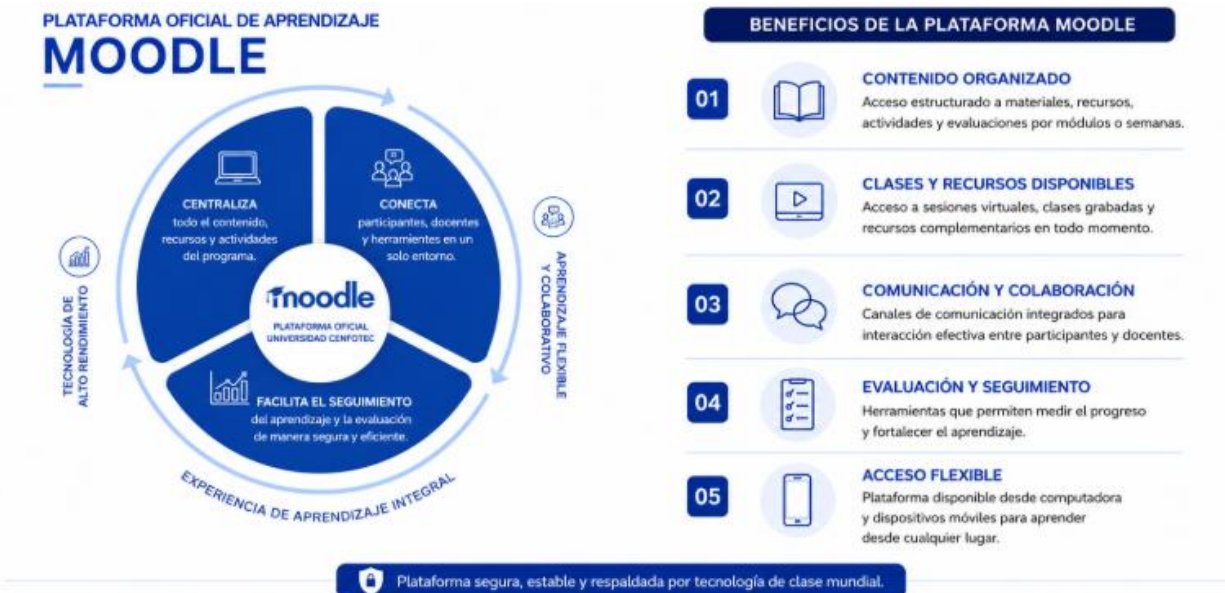 PLATAFORMA OFICIAL DE APRENDIZAJE
MOODLE
CENTRALIZA
todo el contenido,
recursos y actividades
del programa.
CONECTA
participantes, docentes
y herramientas en un
solo entorno.
moodle
PLATAFORMA OFICIAL
UNIVERSIDAD CENFOTEC
FACILITA EL SEGUIMIENTO
del aprendizaje y la evaluación
de manera segura y eficiente.
TECNOLOGÍA DE
ALTO RENDIMIENTO
APRENDIZAJE FLEXIBLE
Y COLABORATIVO
EXPERIENCIA DE APRENDIZAJE INTEGRAL
BENEFICIOS DE LA PLATAFORMA MOODLE
01
CONTENIDO ORGANIZADO
Acceso estructurado a materiales, recursos,
actividades y evaluaciones por módulos o semanas.
02
CLASES Y RECURSOS DISPONIBLES
Acceso a sesiones virtuales, clases grabadas y
recursos complementarios en todo momento.
03
COMUNICACIÓN Y COLABORACIÓN
Canales de comunicación integrados para
interacción efectiva entre participantes y docentes.
04
EVALUACIÓN Y SEGUIMIENTO
Herramientas que permiten medir el progreso
y fortalecer el aprendizaje.
05
ACCESO FLEXIBLE
Plataforma disponible desde computadora
y dispositivos móviles para aprender
desde cualquier lugar.
Plataforma segura, estable y respaldada por tecnología de clase mundial.